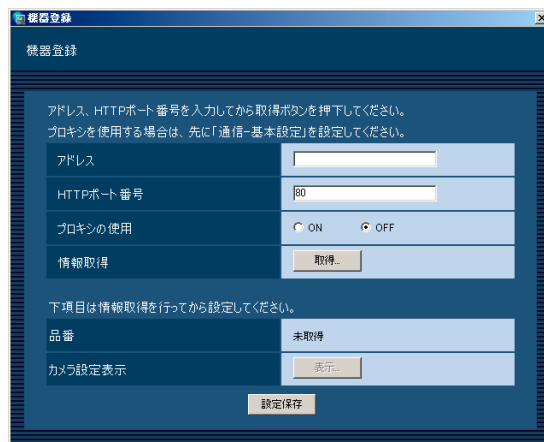 機器登録
機器登録
アドレス、HTTPポート番号を入力してから取得ボタンを押下してください。
プロキシを使用する場合は、先に「通信-基本設定」を設定してください。
アドレス
HTTPポート番号 80
プロキシの使用 ON OFF
情報取得 取得...
下項目は情報取得を行ってから設定してください。
品番 未取得
カメラ設定表示 表示...
設定保存